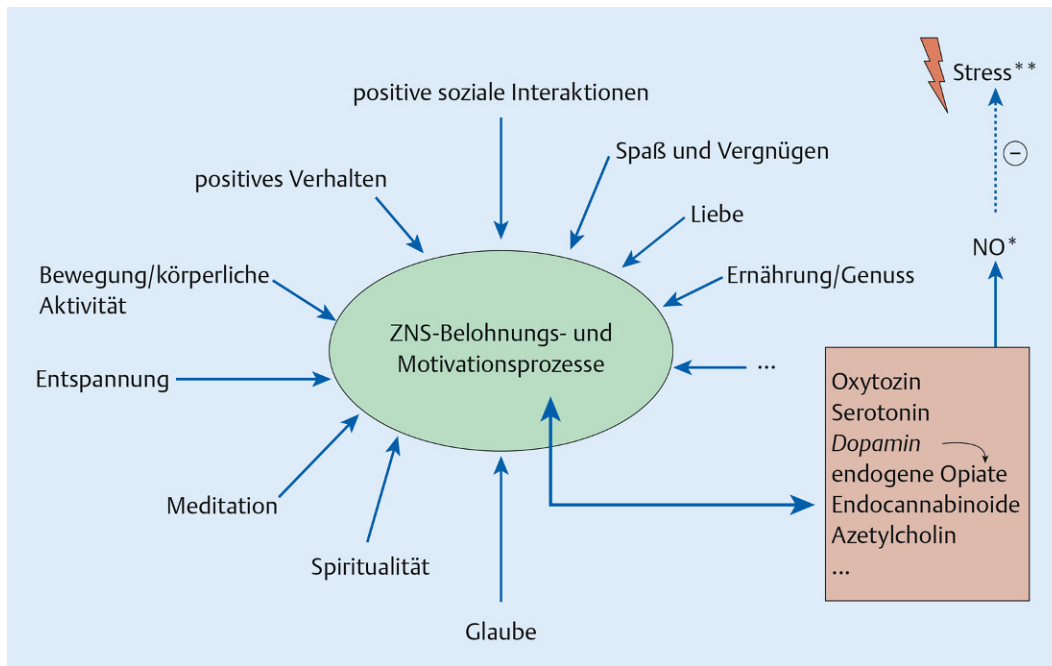 Stress**
positive soziale Interaktionen
Spaß und Vergnügen
–
positives Verhalten
Liebe
NO*
Bewegung/körperliche
Aktivität
Ernährung/Genuss
ZNS-Belohnungs- und
Motivationsprozesse
...
Entspannung
Oxytozin
Serotonin
Dopamin
endogene Opiate
Endocannabinoide
Azetylcholin
...
Meditation
Spiritualität
Glaube